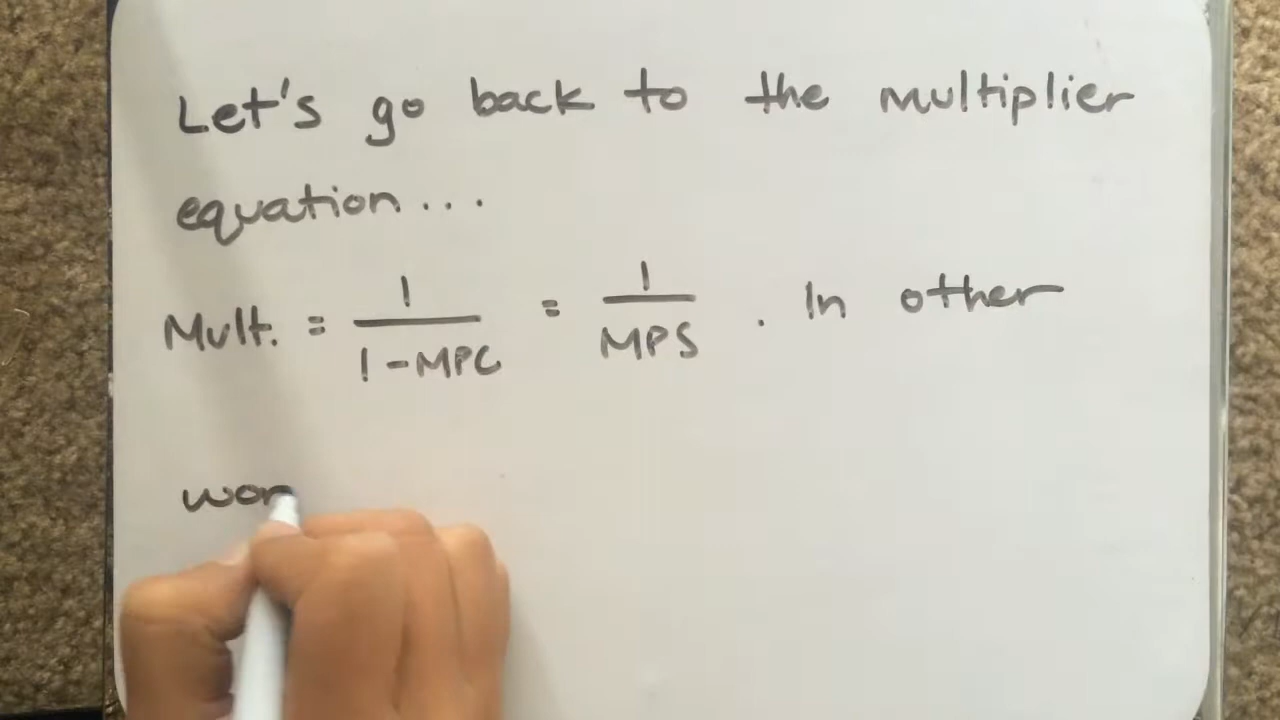 Let's go back to the multiplier
equation...
Mult. = 1/(1-MPC) = 1/MPS . In other
wor